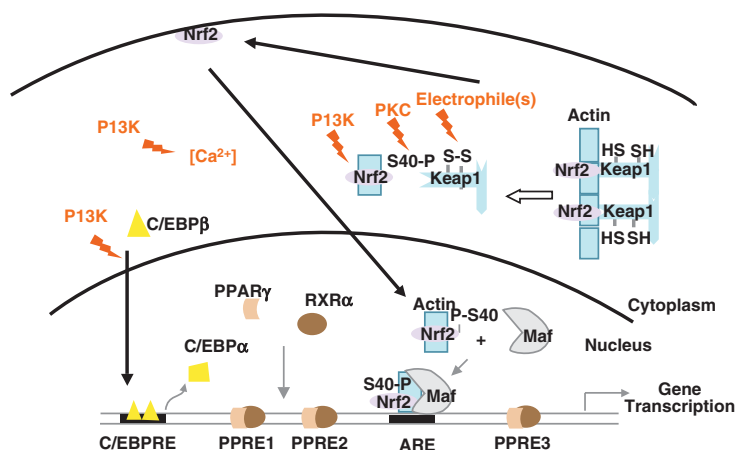 Nrf2
Electrophile(s)
PKC
P13K
P13K
[Ca2+]
S40-P
S-S
Nrf2
Keap1
Actin
HS SH
Nrf2
Keap1
Nrf2
Keap1
HS SH
P13K
C/EBPβ
PPARγ
RXRα
Actin
P-S40
Nrf2
+
Maf
Cytoplasm
Nucleus
C/EBPα
S40-P
Nrf2
Maf
Gene
Transcription
C/EBPRE
PPRE1
PPRE2
ARE
PPRE3